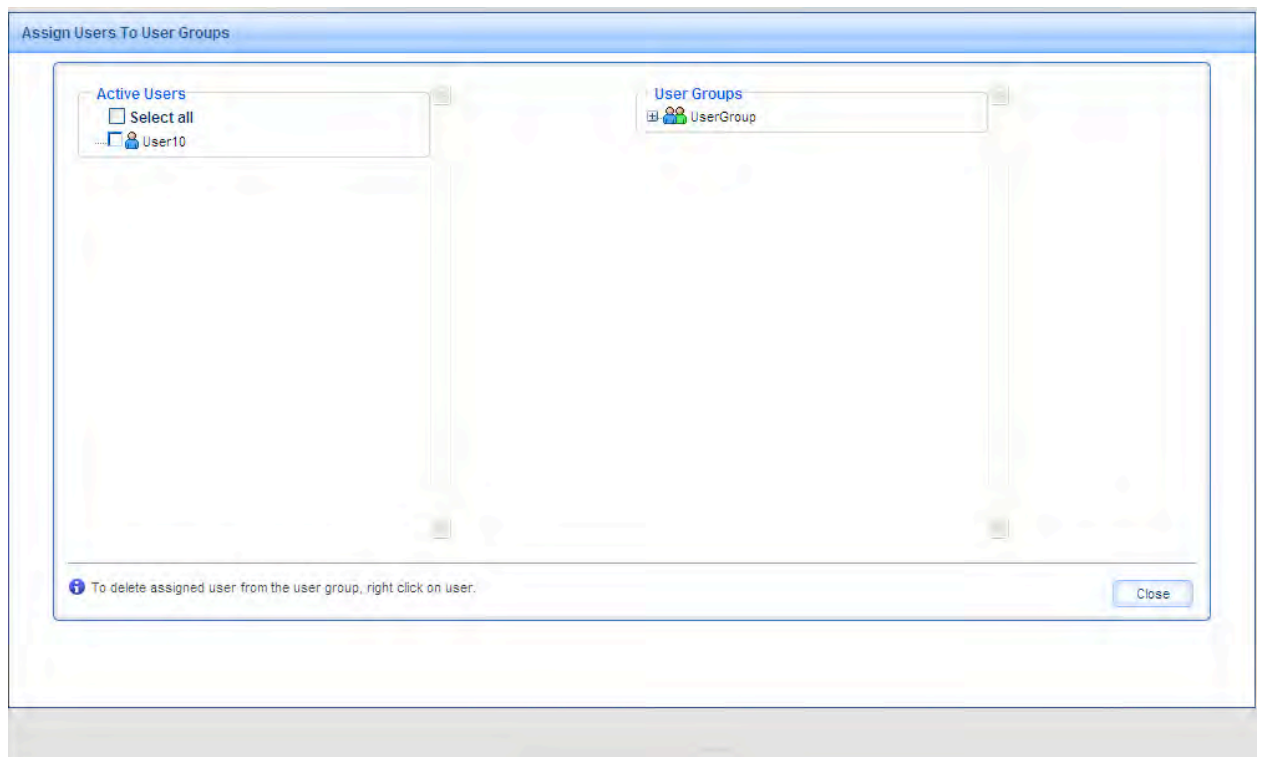 Assign Users To User Groups
Active Users
Select all
User10
User Groups
UserGroup
To delete assigned user from the user group, right click on user.
Close